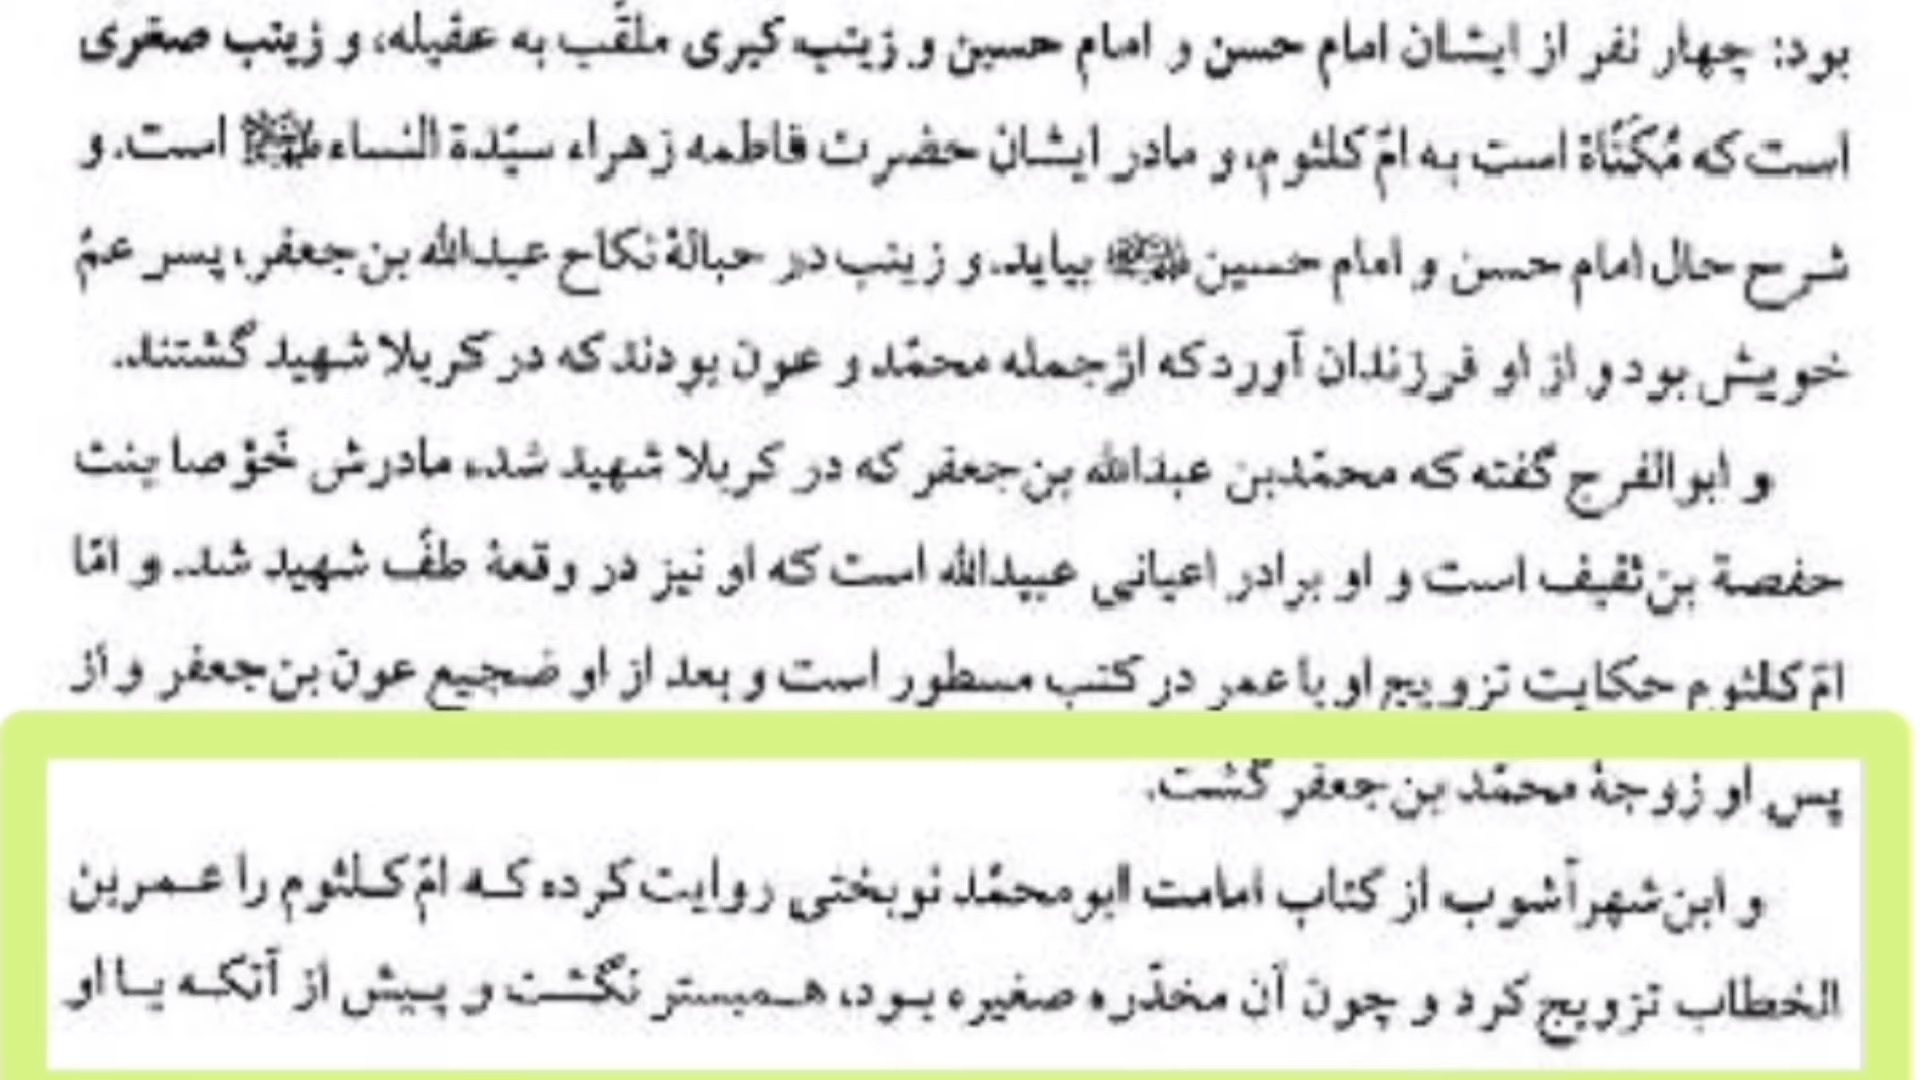 بود: چهار نفر از ایشان امام حسن و امام حسین و زینب کبری ملقّب به عقیله، و زینب صغری
است که مُکَنّاة است به امّ کلثوم، و مادر ایشان حضرت فاطمه زهراء سیّدة النساء است. و
شرح حال امام حسن و امام حسین بیاید. و زینب در حبالهٔ نکاح عبدالله بن جعفر، پسر عمّ
خویش بود و از او فرزندان آورد که از جمله محمّد و عون بودند که در کربلا شهید گشتند.
و ابوالفرج گفته که محمّدبن عبدالله بن جعفر که در کربلا شهید شد، مادرش خَوْصا بنت
حفصة بن ثقیف است و او برادر اعیانی عبیدالله است که او نیز در وقعهٔ طفّ شهید شد. و امّا
امّ کلثوم حکایت تزویج او با عمر در کتب مسطور است و بعد از او ضجیع عون بن جعفر و از
پس او زوجهٔ محمّد بن جعفر گشت.
و ابن شهرآشوب از کتاب امامت ابومحمّد نوبختی روایت کرده که امّ کلثوم را عمربن
الخطاب تزویج کرد و چون آن مخدّره صغیره بود، همبستر نگشت و پیش از آنکه با او